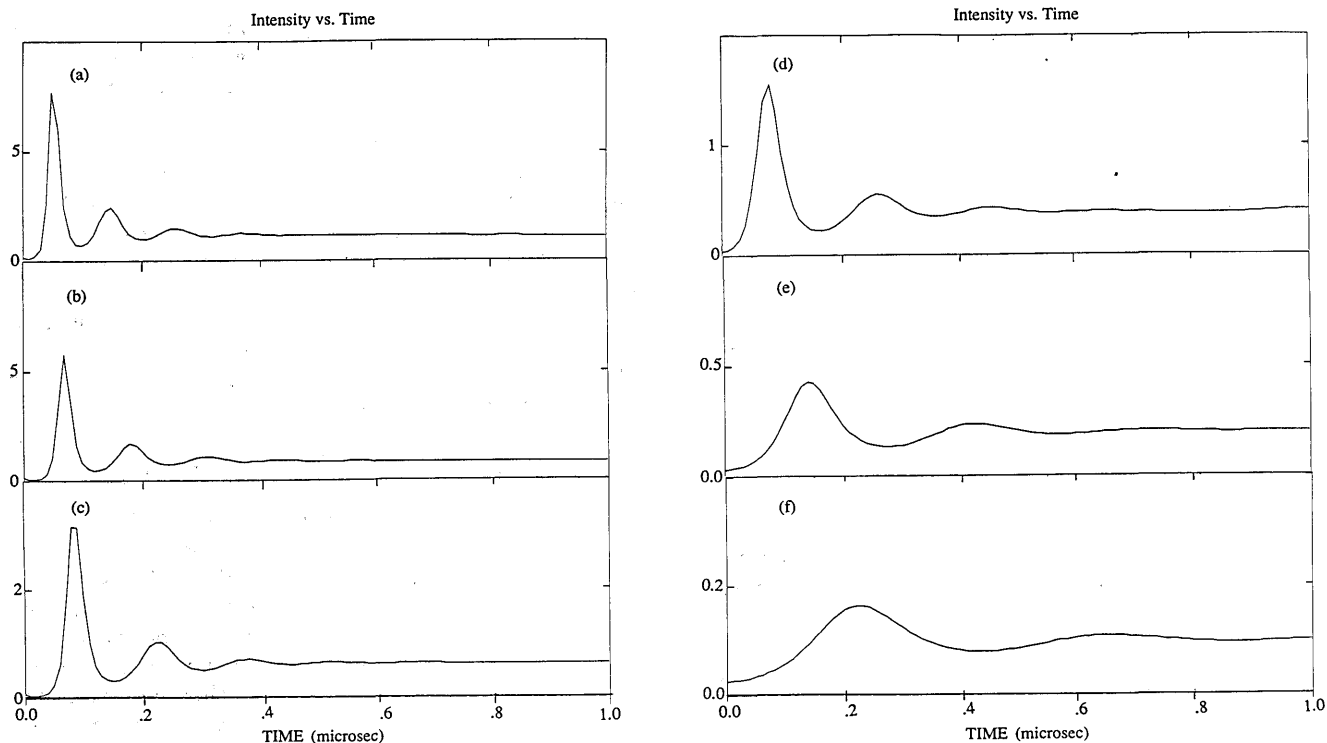 Intensity vs. Time
(a)
5
0
(b)
5
0
(c)
2
0
0.0 .2 .4 .6 .8 1.0
TIME (microsec)
Intensity vs. Time
(d)
1
0
(e)
0.5
0.0
(f)
0.2
0.0
0.0 .2 .4 .6 .8 1.0
TIME (microsec)